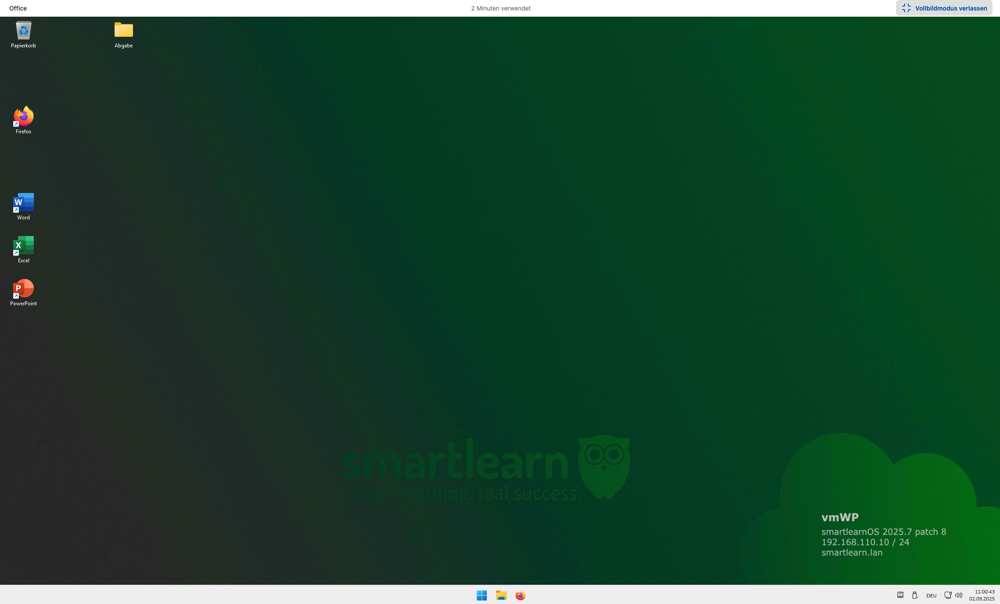 Office
2 Minuten verwendet
Vollbildmodus verlassen
Papierkorb
Abgabe
Firefox
W
Word
X
Excel
P
PowerPoint
smartlearn
virtual learning. real success.
vmWP
smartlearnOS 2025.7 patch 8
192.168.110.10 / 24
smartlearn.lan
vm
DEU
11:00:43
02.09.2025